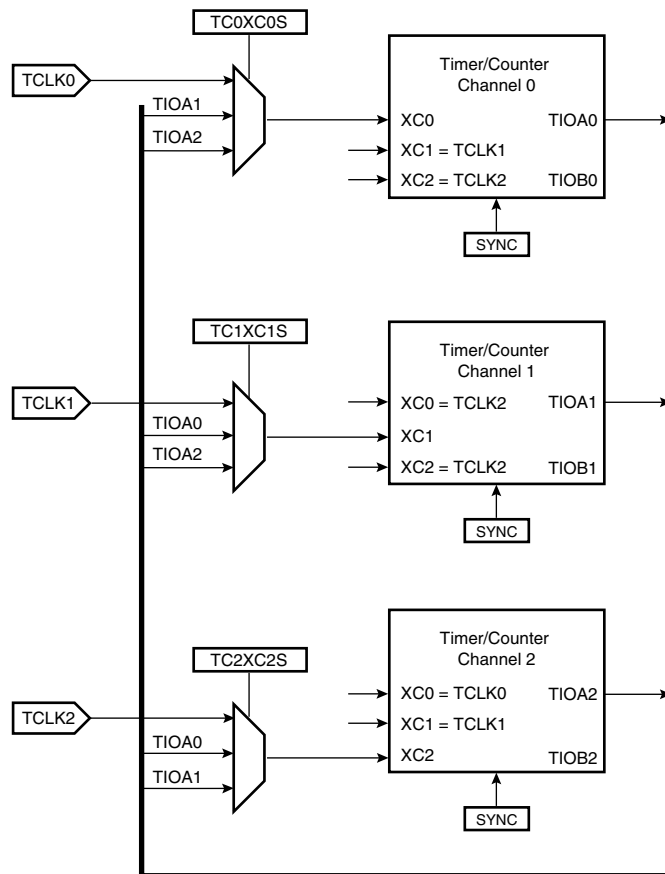 TC0XC0S
TCLK0
TIOA1
TIOA2
Timer/Counter
Channel 0
XC0
TIOA0
XC1 = TCLK1
XC2 = TCLK2
TIOB0
SYNC
TC1XC1S
TCLK1
TIOA0
TIOA2
Timer/Counter
Channel 1
XC0 = TCLK2
TIOA1
XC1
XC2 = TCLK2
TIOB1
SYNC
TC2XC2S
TCLK2
TIOA0
TIOA1
Timer/Counter
Channel 2
XC0 = TCLK0
TIOA2
XC1 = TCLK1
XC2
TIOB2
SYNC